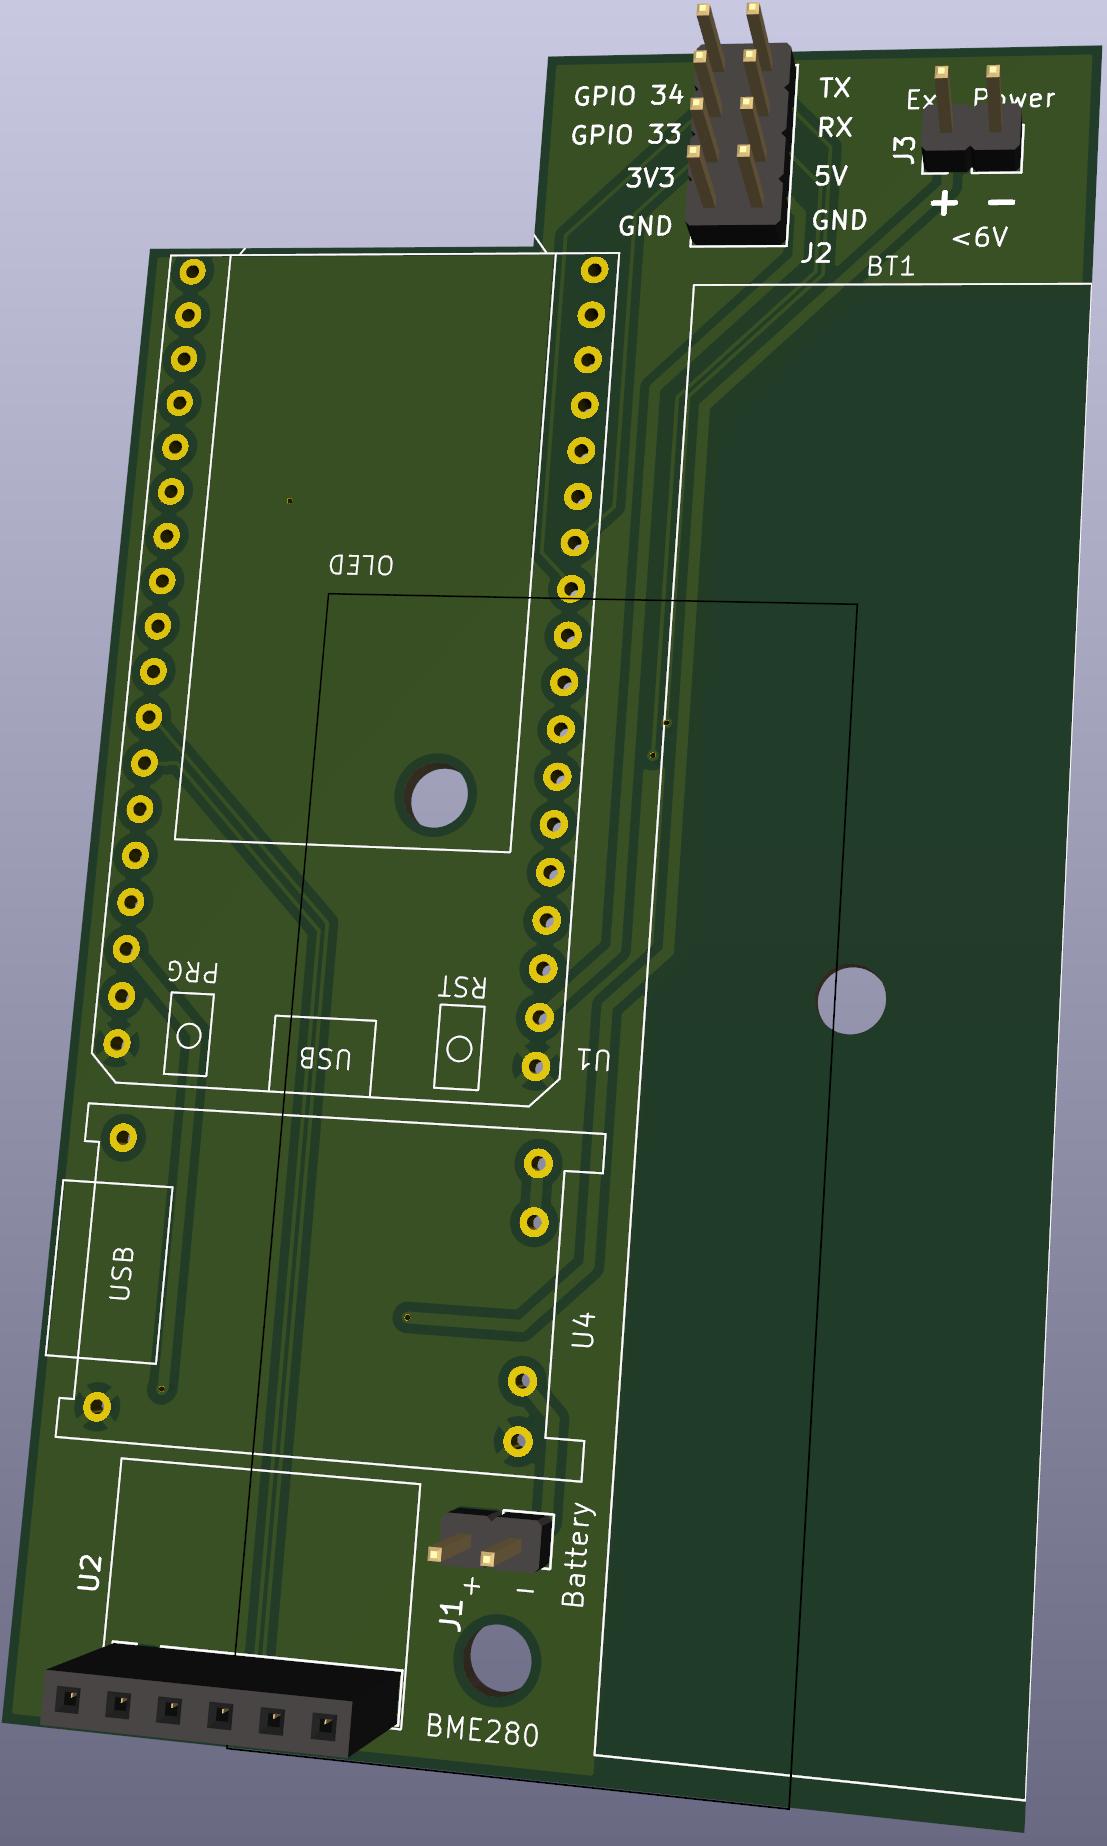 GPIO 34
TX
Ex Power
GPIO 33
RX
J3
3V3
5V
+ -
GND
GND
<6V
J2
BT1
OLED
PRG
RST
USB
U1
USB
U4
Battery
U2
+ -
J1
BME280